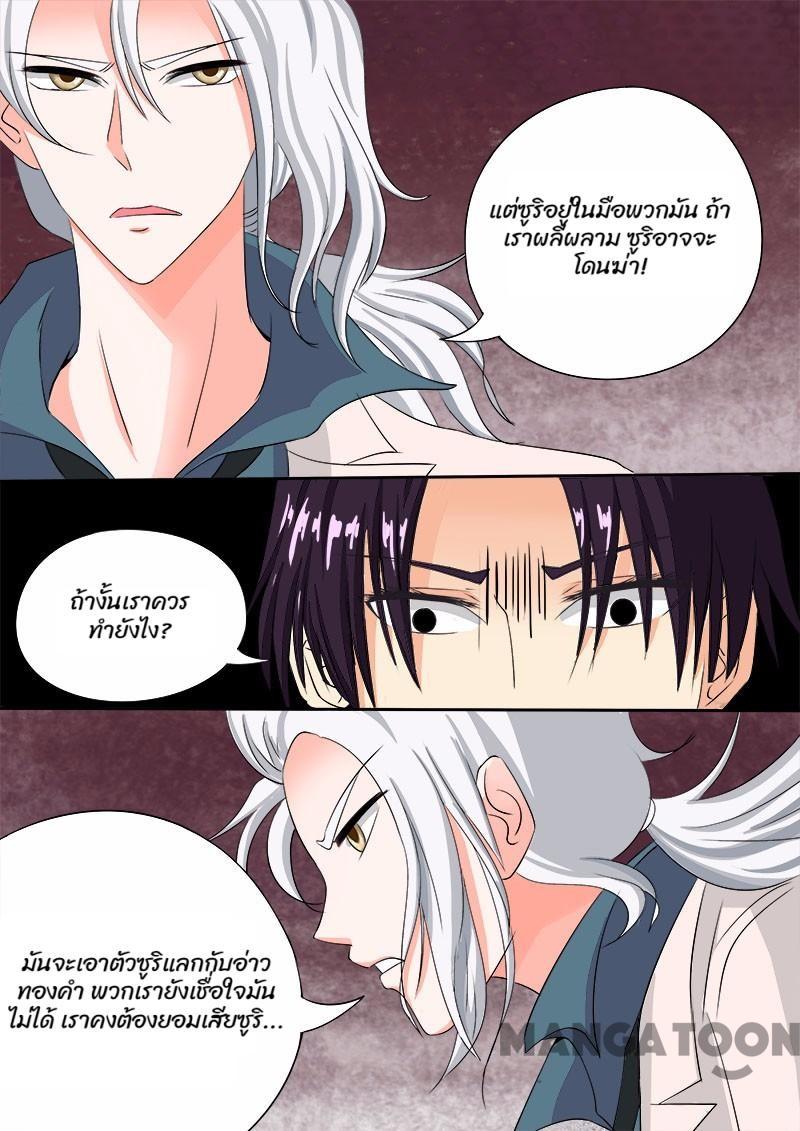 แต่ซูริอยู่ในมือพวกมัน ถ้า
เราผลีผลาม ซูริอาจจะ
โดนฆ่า!
ถ้างั้นเราควร
ทำยังไง?
มันจะเอาตัวซูริแลกกับอ่าว
ทองคำ พวกเรายังเชื่อใจมัน
ไม่ได้ เราคงต้องยอมเสียซูริ...
MANGATOON